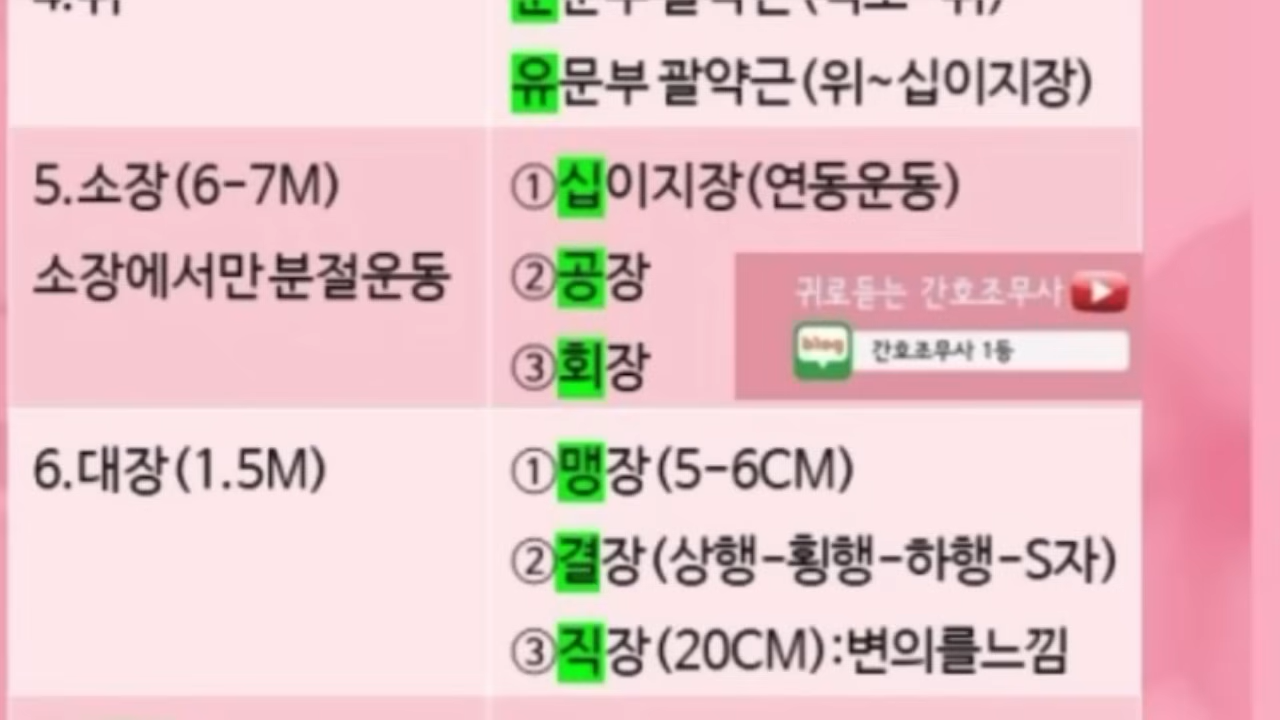 유문부 괄약근(위~십이지장)
5.소장(6-7M)
소장에서만 분절운동
①십이지장(연동운동)
②공장
③회장
귀로듣는 간호조무사
blog
간호조무사 1등
6.대장(1.5M)
①맹장(5-6CM)
②결장(상행-횡행-하행-S자)
③직장(20CM):변의를느낌